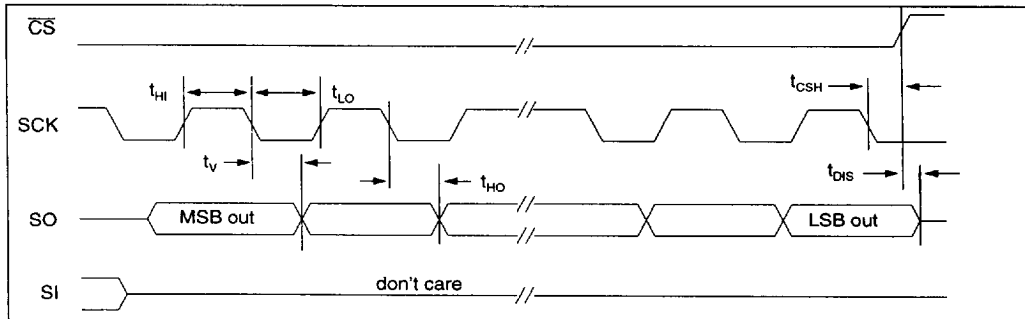 CS
tCSH
tHI
tLO
SCK
tV
tHO
tDIS
SO
MSB out
LSB out
SI
don't care